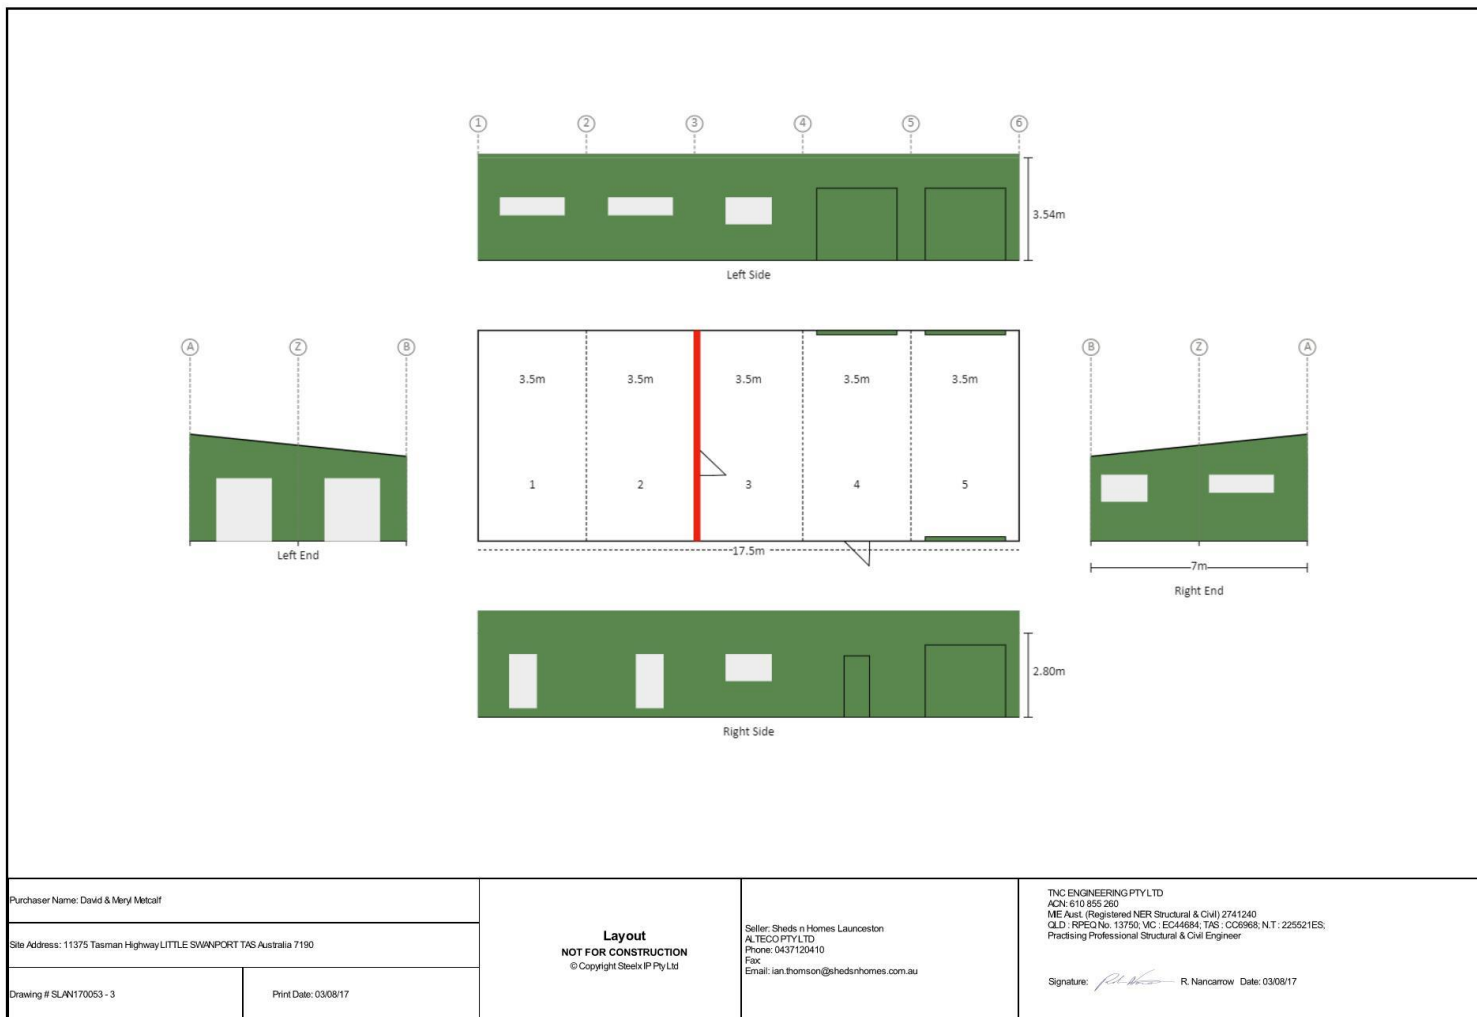 1 2 3 4 5 6
3.54m
Left Side
A Z B
3.5m 3.5m 3.5m 3.5m 3.5m
B Z A
1 2 3 4 5
17.5m
Left End
7m
Right End
2.80m
Right Side
Purchaser Name: David & Meryl Metcalf
Site Address: 11375 Tasman Highway LITTLE SWANPORT TAS Australia 7190
Drawing # SLAN170053 - 3
Print Date: 03/08/17
Layout
NOT FOR CONSTRUCTION
© Copyright Steelx IP Pty Ltd
Seller: Sheds n Homes Launceston
ALTECO PTY LTD
Phone: 0437120410
Fax:
Email: ian.thomson@shedsnhomes.com.au
TNC ENGINEERING PTY LTD
ACN: 610 855 260
MIE Aust. (Registered NER Structural & Civil) 2741240
QLD : RPEQ No. 13750; VIC : EC44684; TAS : CC6968; N.T : 225521ES;
Practising Professional Structural & Civil Engineer
Signature: R. Nancarrow Date: 03/08/17